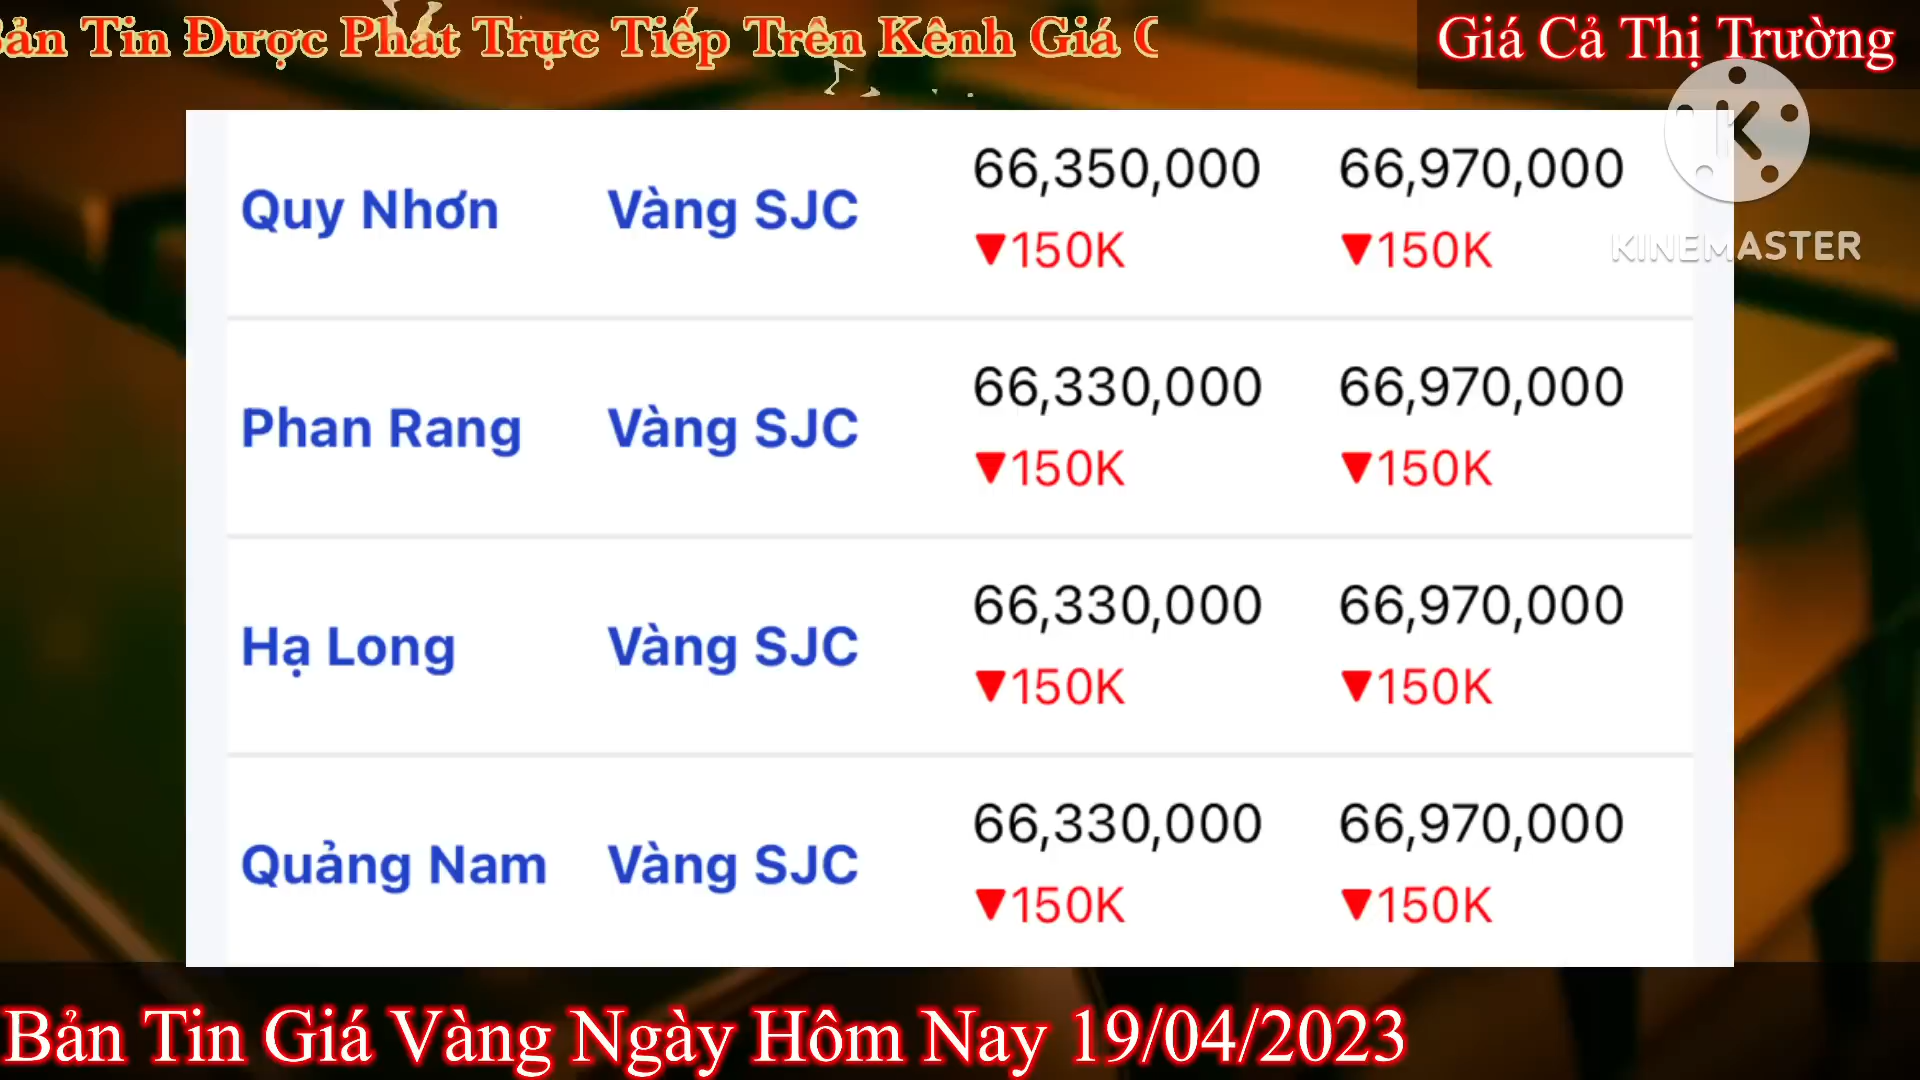 ản Tin Được Phát Trực Tiếp Trên Kênh Giá
Giá Cả Thị Trường
KINEMASTER
Quy Nhơn Vàng SJC 66,350,000 66,970,000
▼150K ▼150K
Phan Rang Vàng SJC 66,330,000 66,970,000
▼150K ▼150K
Hạ Long Vàng SJC 66,330,000 66,970,000
▼150K ▼150K
Quảng Nam Vàng SJC 66,330,000 66,970,000
▼150K ▼150K
Bản Tin Giá Vàng Ngày Hôm Nay 19/04/2023